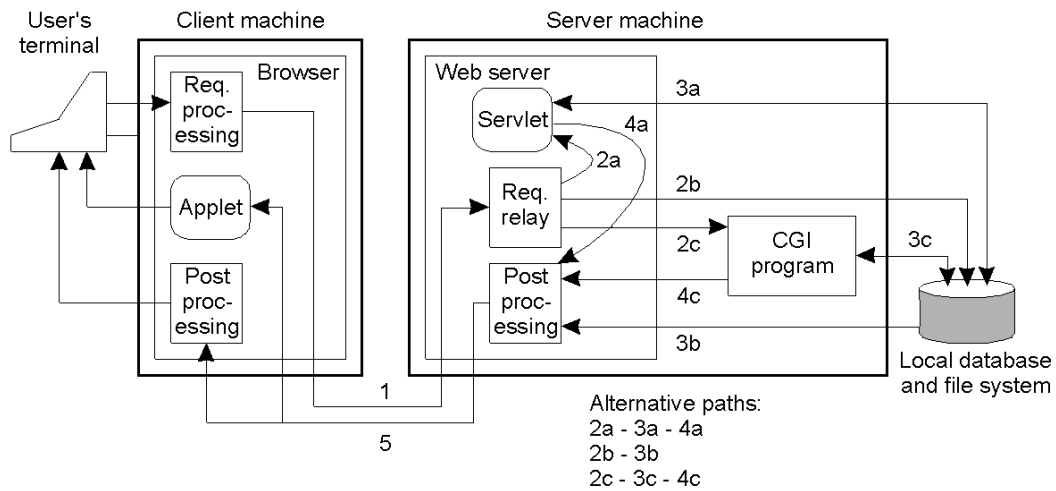 User's
terminal
Client machine
Server machine
Browser
Req.
proc-
essing
Applet
Post
proc-
essing
Web server
Servlet
4a
2a
Req.
relay
Post
proc-
essing
3a
2b
2c
4c
3b
CGI
program
3c
Local database
and file system
1
5
Alternative paths:
2a - 3a - 4a
2b - 3b
2c - 3c - 4c